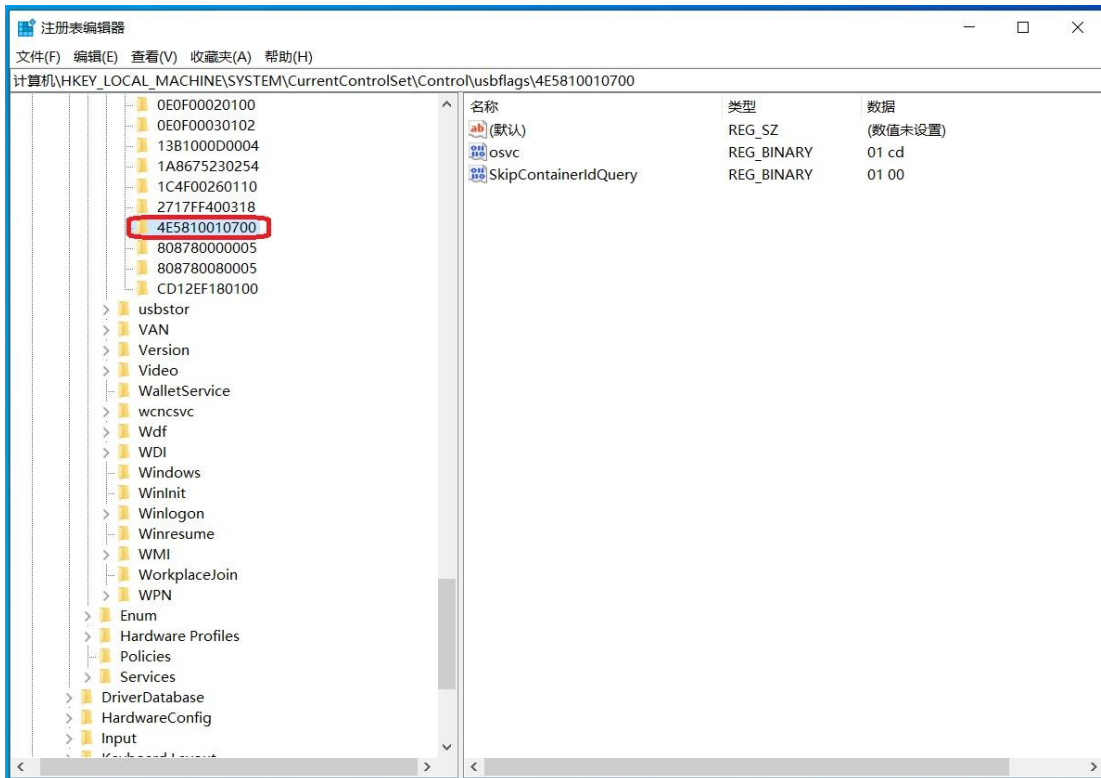 注册表编辑器
文件(F) 编辑(E) 查看(V) 收藏夹(A) 帮助(H)
计算机\HKEY_LOCAL_MACHINE\SYSTEM\CurrentControlSet\Control\usbflags\4E5810010700
0E0F00020100
0E0F00030102
13B1000D0004
1A8675230254
1C4F00260110
2717FF400318
4E5810010700
808780000005
808780080005
CD12EF180100
usbstor
VAN
Version
Video
WalletService
wcncsvc
Wdf
WDI
Windows
WinInit
Winlogon
Winresume
WMI
WorkplaceJoin
WPN
Enum
Hardware Profiles
Policies
Services
DriverDatabase
HardwareConfig
Input
名称 类型 数据
(默认) REG_SZ (数值未设置)
osvc REG_BINARY 01 cd
SkipContainerIdQuery REG_BINARY 01 00